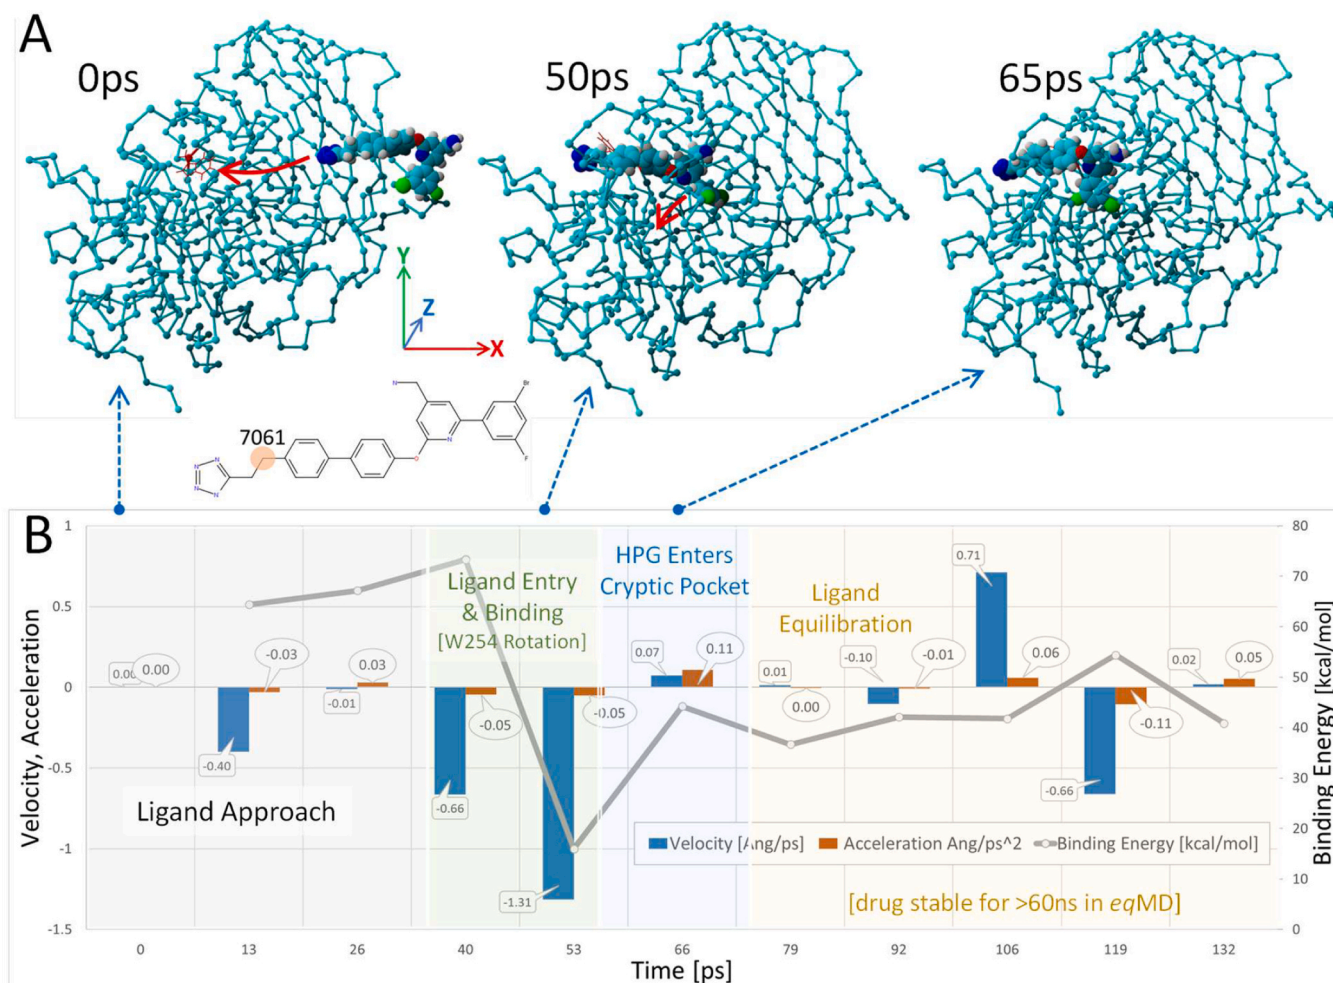 A
0ps
50ps
65ps
Y
Z
X
7061
N
Br
N
F
O
N
N
N
N
B
1
0.5
0
-0.5
-1
-1.5
Velocity, Acceleration
80
70
60
50
40
30
20
10
0
Binding Energy [kcal/mol]
Ligand Approach
Ligand Entry
& Binding
[W254 Rotation]
HPG Enters
Cryptic Pocket
Ligand
Equilibration
0.00
0.00
-0.40
-0.03
-0.01
0.03
-0.66
-0.05
-1.31
-0.05
0.07
0.11
0.01
0.00
-0.10
-0.01
0.71
0.06
-0.66
-0.11
0.02
0.05
Velocity [Ang/ps] Acceleration Ang/ps^2 Binding Energy [kcal/mol]
[drug stable for >60ns in eqMD]
0 13 26 40 53 66 79 92 106 119 132
Time [ps]